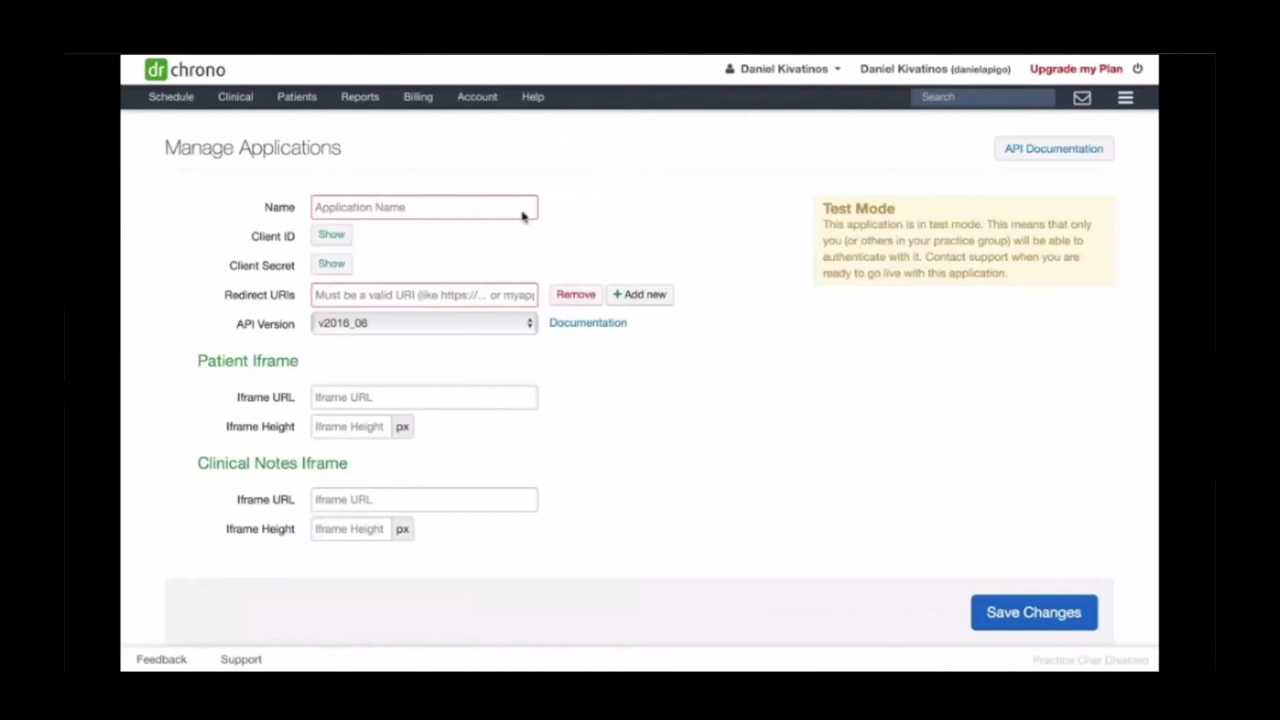 dr chrono
Daniel Kivatinos
Daniel Kivatinos (danielapigo)
Upgrade my Plan
Schedule Clinical Patients Reports Billing Account Help
Search
Manage Applications
API Documentation
Name Application Name
Client ID Show
Client Secret Show
Redirect URIs Must be a valid URI (like https://... or myapp
Remove + Add new
API Version v2016_06 Documentation
Test Mode
This application is in test mode. This means that only
you (or others in your practice group) will be able to
authenticate with it. Contact support when you are
ready to go live with this application.
Patient Iframe
Iframe URL Iframe URL
Iframe Height Iframe Height px
Clinical Notes Iframe
Iframe URL Iframe URL
Iframe Height Iframe Height px
Save Changes
Feedback Support
Practice Chat Disabled